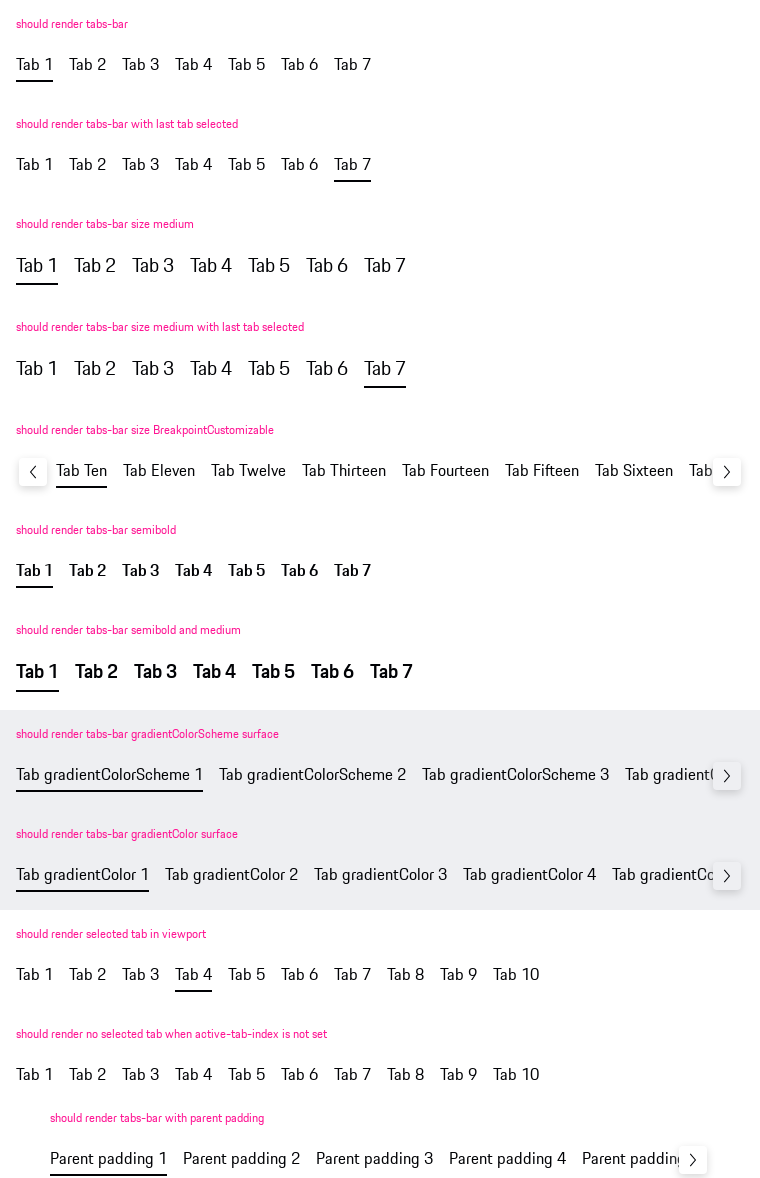 should render tabs-bar
Tab 1 Tab 2 Tab 3 Tab 4 Tab 5 Tab 6 Tab 7
should render tabs-bar with last tab selected
Tab 1 Tab 2 Tab 3 Tab 4 Tab 5 Tab 6 Tab 7
should render tabs-bar size medium
Tab 1 Tab 2 Tab 3 Tab 4 Tab 5 Tab 6 Tab 7
should render tabs-bar size medium with last tab selected
Tab 1 Tab 2 Tab 3 Tab 4 Tab 5 Tab 6 Tab 7
should render tabs-bar size BreakpointCustomizable
Tab Ten Tab Eleven Tab Twelve Tab Thirteen Tab Fourteen Tab Fifteen Tab Sixteen Tab
should render tabs-bar semibold
Tab 1 Tab 2 Tab 3 Tab 4 Tab 5 Tab 6 Tab 7
should render tabs-bar semibold and medium
Tab 1 Tab 2 Tab 3 Tab 4 Tab 5 Tab 6 Tab 7
should render tabs-bar gradientColorScheme surface
Tab gradientColorScheme 1 Tab gradientColorScheme 2 Tab gradientColorScheme 3 Tab gradientC
should render tabs-bar gradientColor surface
Tab gradientColor 1 Tab gradientColor 2 Tab gradientColor 3 Tab gradientColor 4 Tab gradientCo
should render selected tab in viewport
Tab 1 Tab 2 Tab 3 Tab 4 Tab 5 Tab 6 Tab 7 Tab 8 Tab 9 Tab 10
should render no selected tab when active-tab-index is not set
Tab 1 Tab 2 Tab 3 Tab 4 Tab 5 Tab 6 Tab 7 Tab 8 Tab 9 Tab 10
should render tabs-bar with parent padding
Parent padding 1 Parent padding 2 Parent padding 3 Parent padding 4 Parent padding